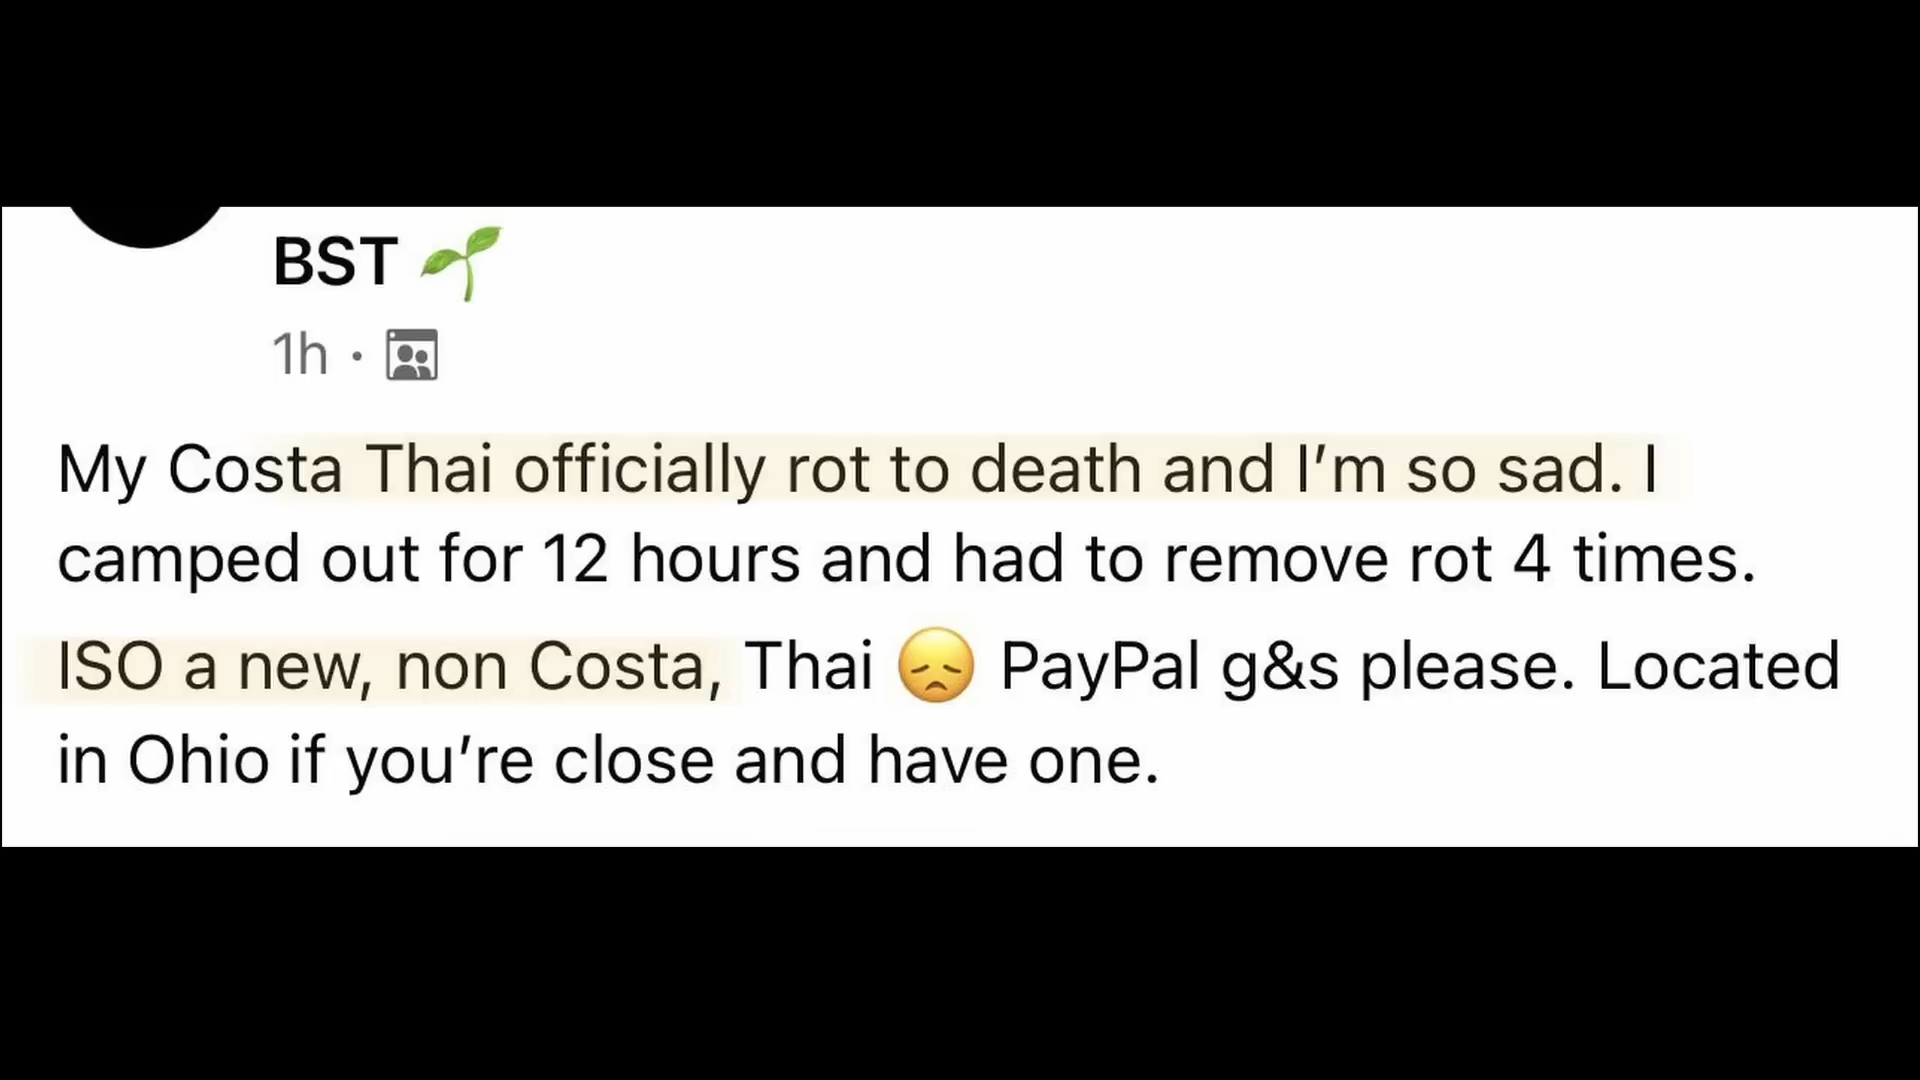 BST 🌱
1h ·
My Costa Thai officially rot to death and I’m so sad. I
camped out for 12 hours and had to remove rot 4 times.
ISO a new, non Costa, Thai 😞 PayPal g&s please. Located
in Ohio if you’re close and have one.